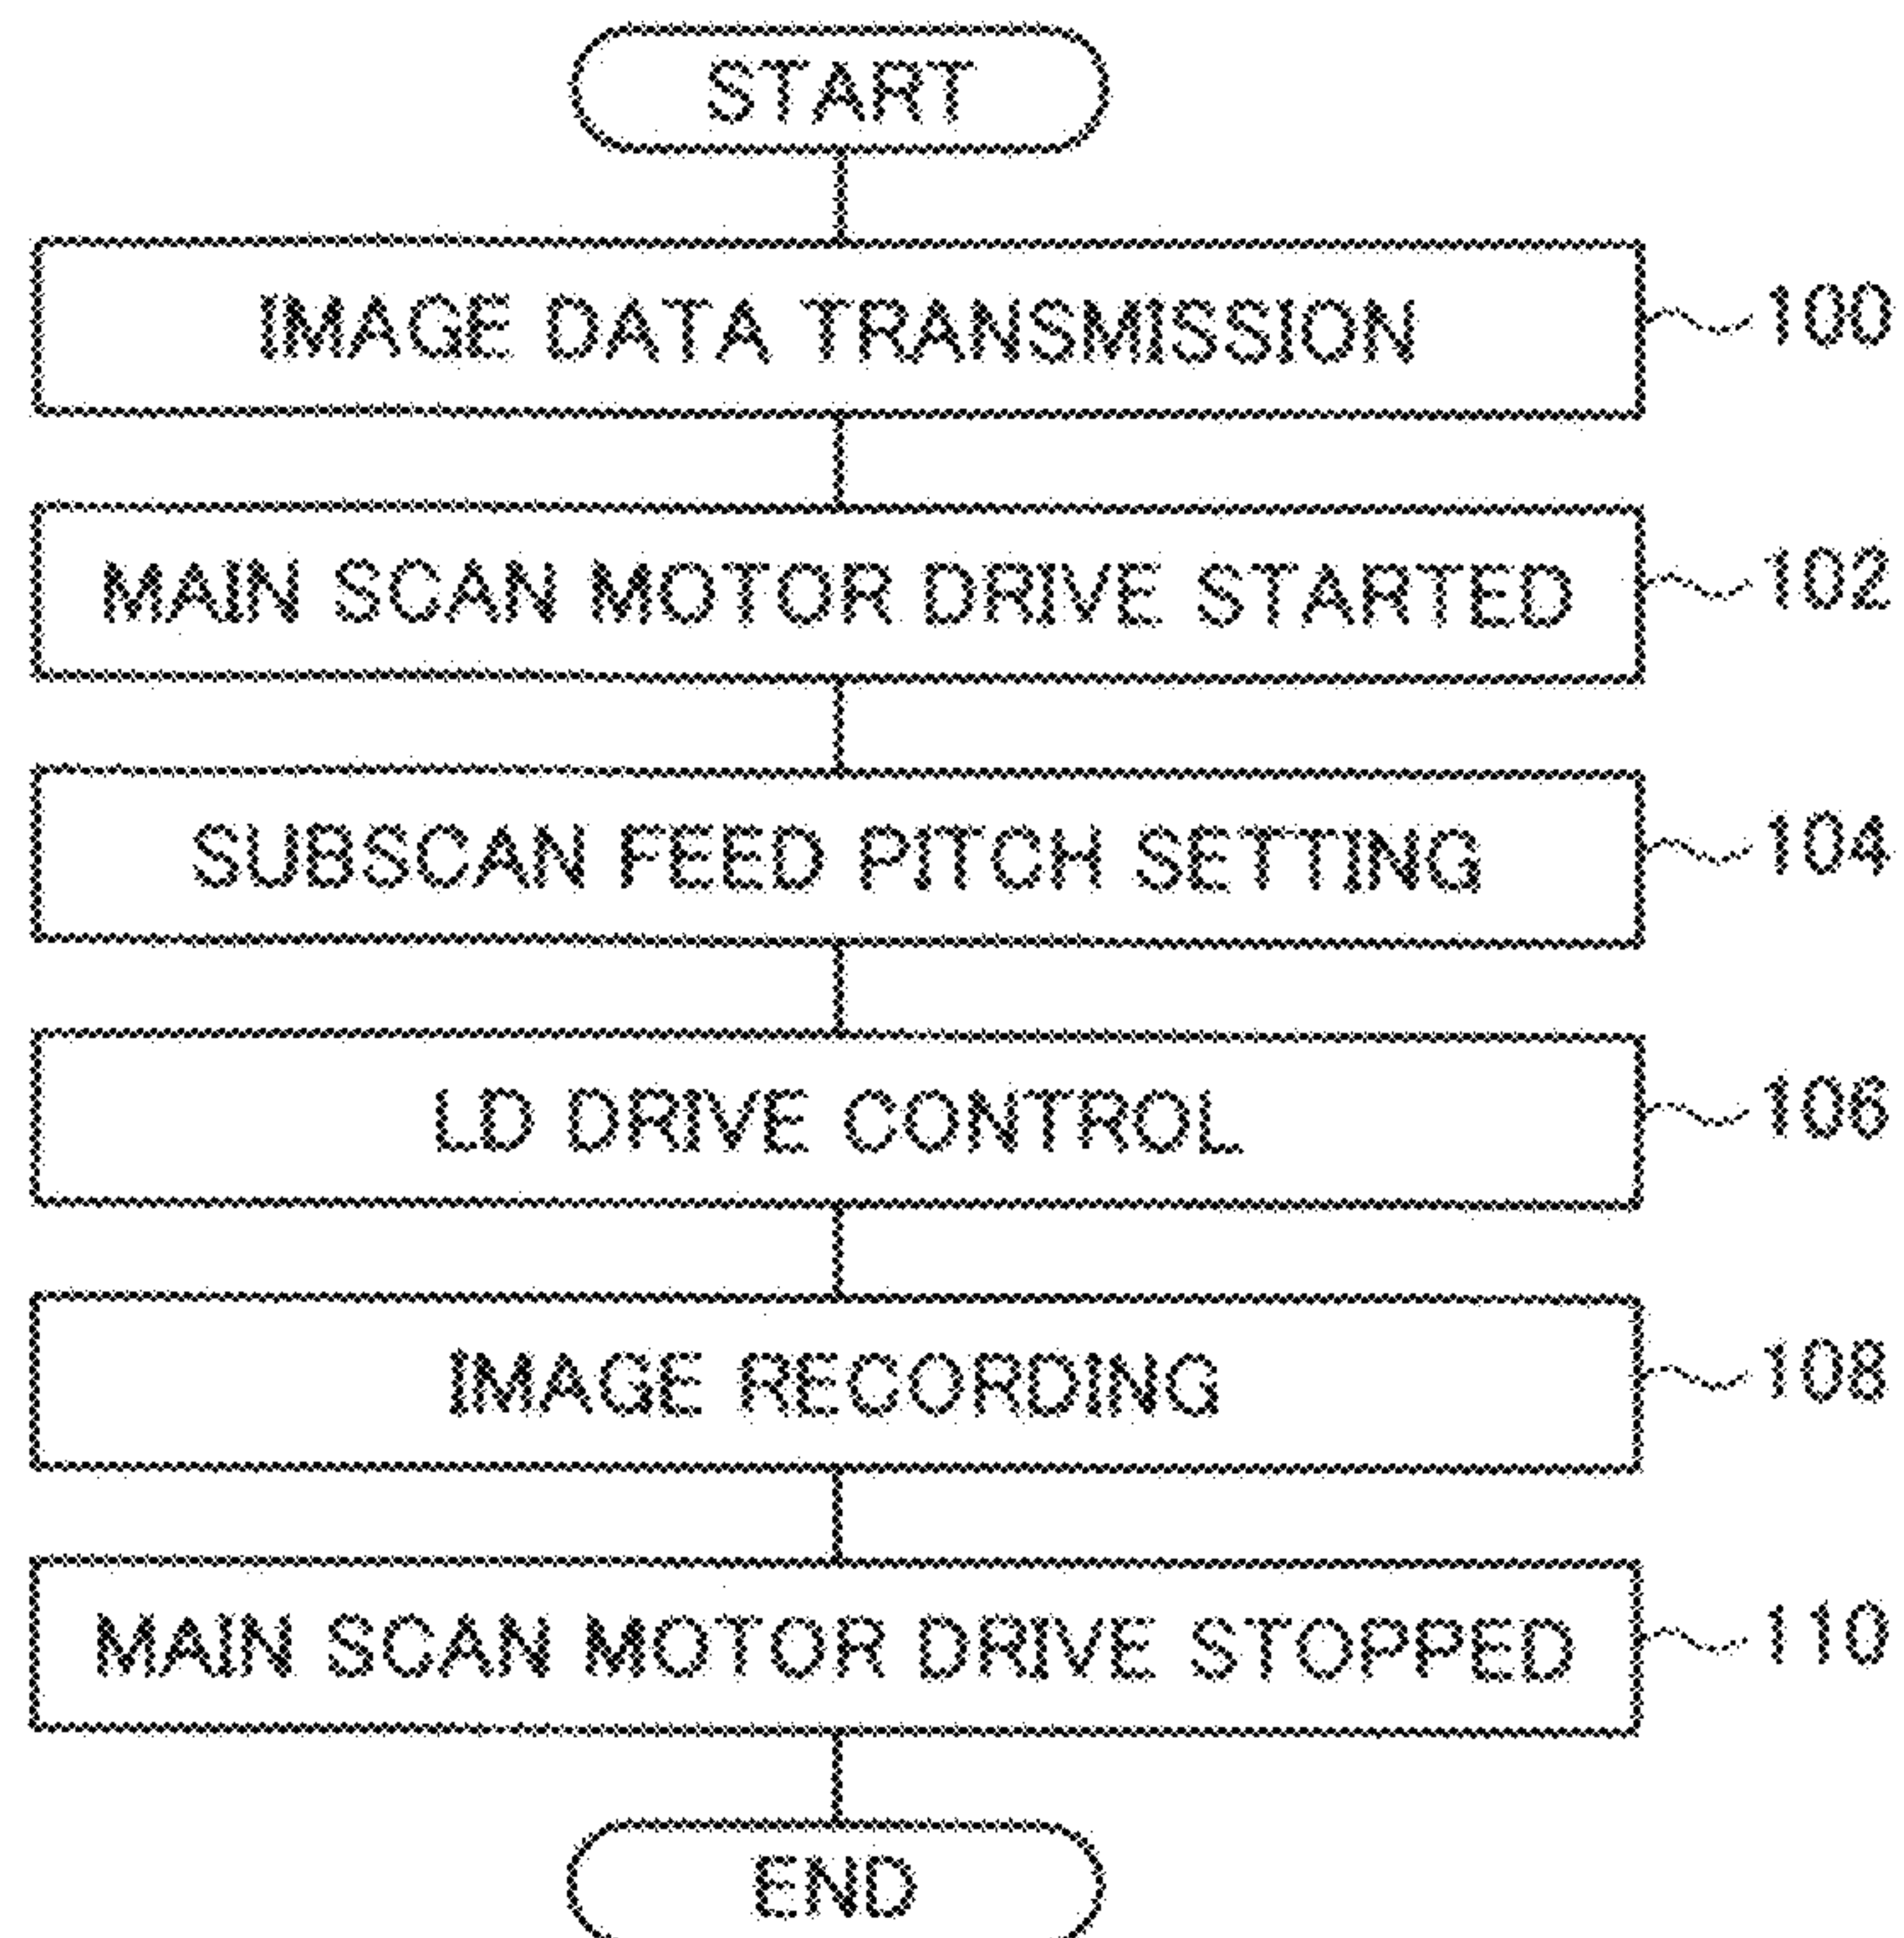 START
IMAGE DATA TRANSMISSION 100
MAIN SCAN MOTOR DRIVE STARTED 102
SUBSCAN FEED PITCH SETTING 104
LD DRIVE CONTROL 106
IMAGE RECORDING 108
MAIN SCAN MOTOR DRIVE STOPPED 110
END